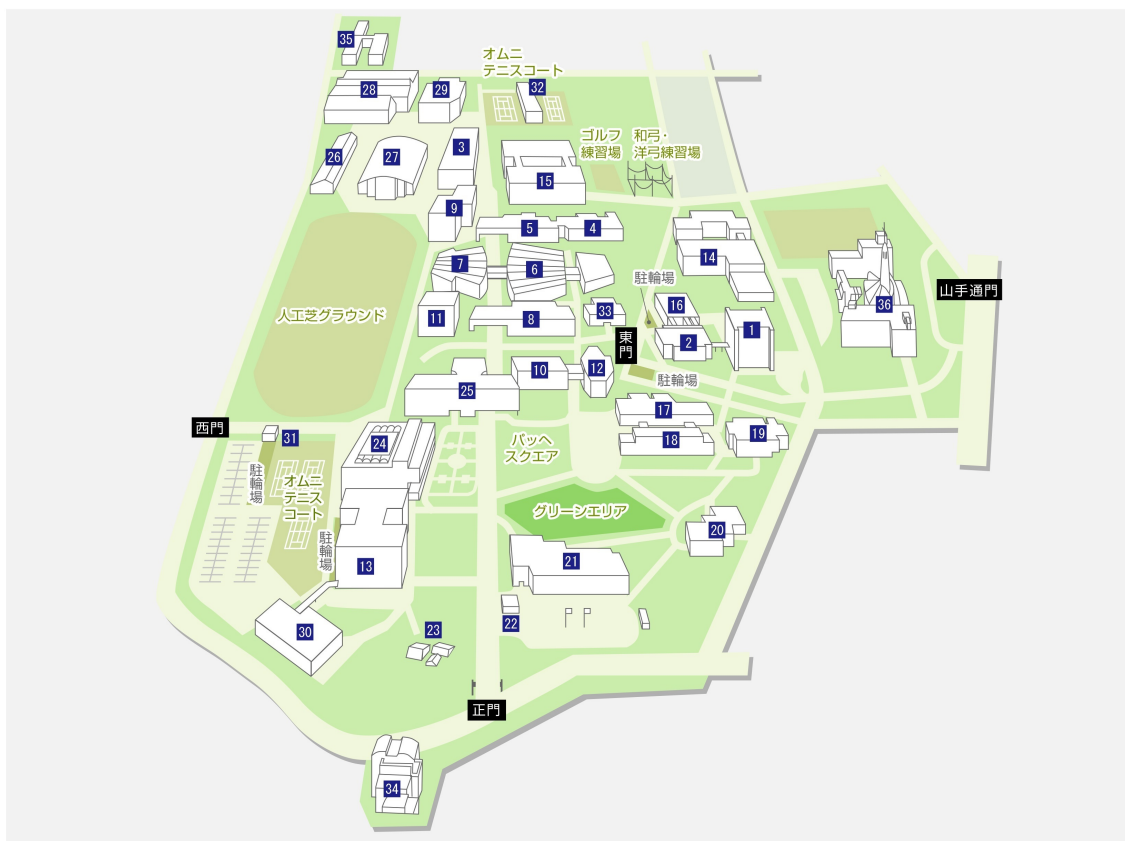 35
オムニ
テニスコート
28
29
32
3
ゴルフ
練習場
和弓・
洋弓練習場
26
27
15
9
5
4
7
6
14
駐輪場
山手通門
人工芝グラウンド
11
8
33
16
36
東門
2
1
10
12
駐輪場
25
17
西門
31
24
バッヘ
スクエア
18
19
駐輪場
オムニ
テニス
コート
グリーンエリア
20
駐輪場
13
21
30
23
22
正門
34